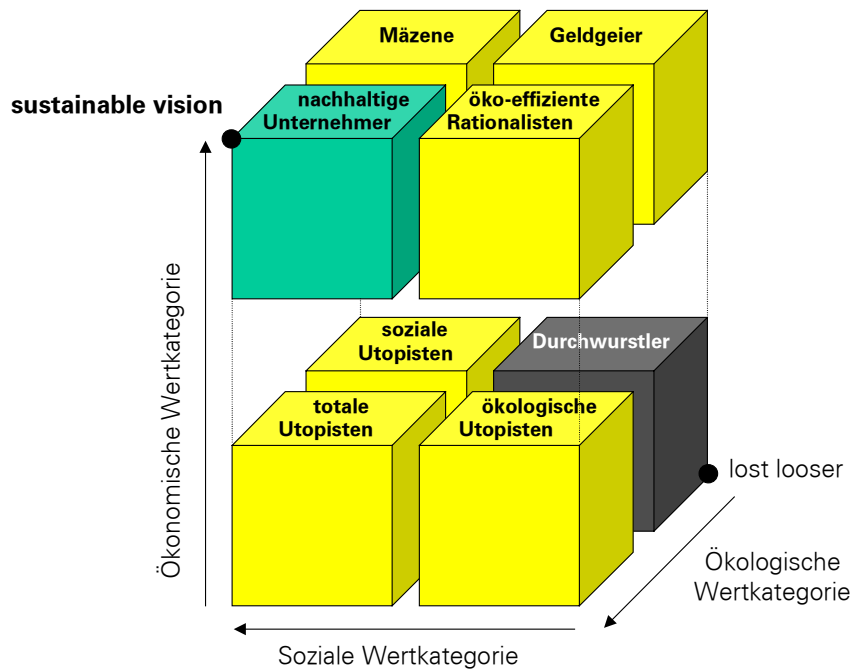 Mäzene
Geldgeier
sustainable vision
nachhaltige
Unternehmer
öko-effiziente
Rationalisten
Ökonomische Wertkategorie
soziale
Utopisten
Durchwurstler
totale
Utopisten
ökologische
Utopisten
lost looser
Ökologische
Wertkategorie
Soziale Wertkategorie